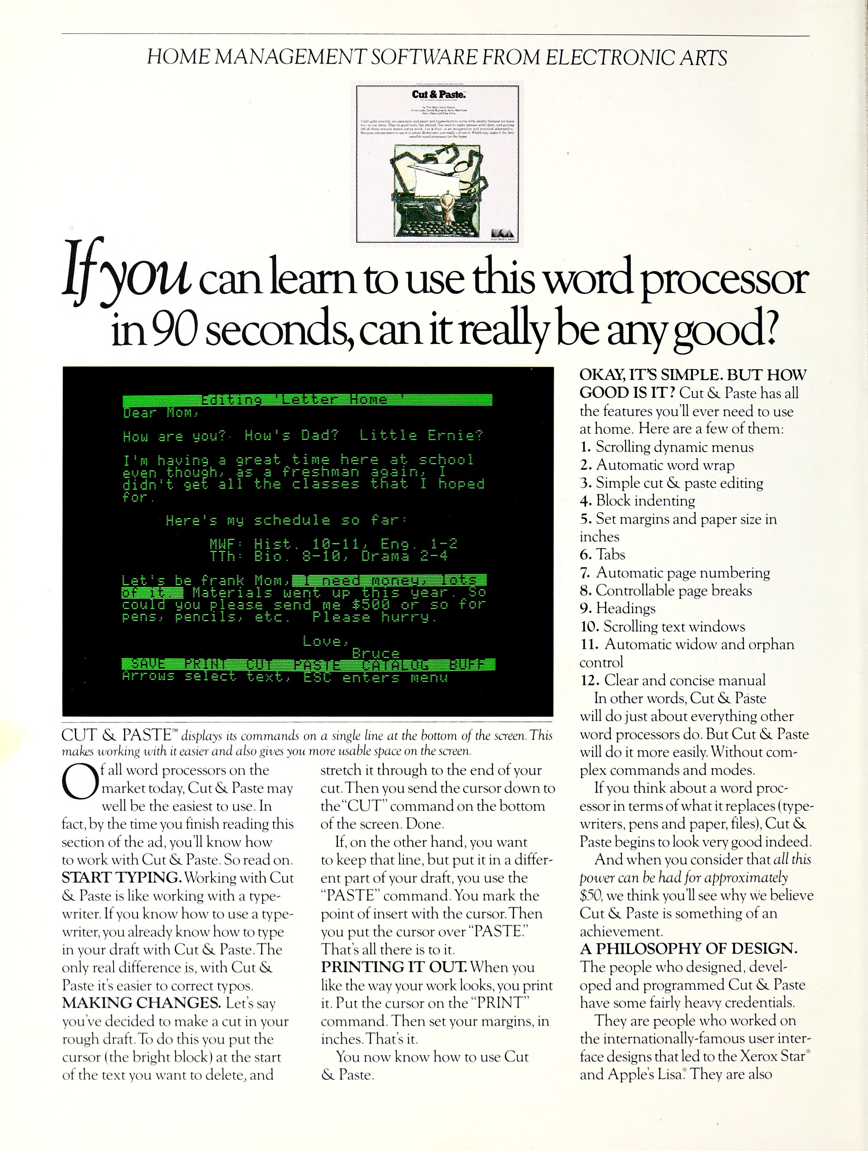 HOME MANAGEMENT SOFTWARE FROM ELECTRONIC ARTS
Cut & Paste.
If you can learn to use this word processor
in 90 seconds, can it really be any good?
Editing 'Letter Home '
Dear Mom,
How are you? How's Dad? Little Ernie?
I'm having a great time here at school
even though, as a freshman again, I
didn't get all the classes that I hoped
for.
Here's my schedule so far:
MWF: Hist. 10-11, Eng. 1-2
TTh: Bio. 8-10, Drama 2-4
Let's be frank Mom, I need money, lots
of it. Materials went up this year. So
could you please send me $500 or so for
pens, pencils, etc. Please hurry.
Love,
Bruce
SAVE PRINT CUT PASTE CATALOG BUFF
Arrows select text, ESC enters menu
CUT & PASTE™ displays its commands on a single line at the bottom of the screen. This
makes working with it easier and also gives you more usable space on the screen.
Of all word processors on the
market today, Cut & Paste may
well be the easiest to use. In
fact, by the time you finish reading this
section of the ad, you'll know how
to work with Cut & Paste. So read on.
START TYPING. Working with Cut
& Paste is like working with a type-
writer. If you know how to use a type-
writer, you already know how to type
in your draft with Cut & Paste. The
only real difference is, with Cut &
Paste it's easier to correct typos.
MAKING CHANGES. Let's say
you've decided to make a cut in your
rough draft. To do this you put the
cursor (the bright block) at the start
of the text you want to delete, and
stretch it through to the end of your
cut. Then you send the cursor down to
the "CUT" command on the bottom
of the screen. Done.
If, on the other hand, you want
to keep that line, but put it in a differ-
ent part of your draft, you use the
"PASTE" command. You mark the
point of insert with the cursor. Then
you put the cursor over "PASTE."
That's all there is to it.
PRINTING IT OUT. When you
like the way your work looks, you print
it. Put the cursor on the "PRINT"
command. Then set your margins, in
inches. That's it.
You now know how to use Cut
& Paste.
OKAY, IT'S SIMPLE. BUT HOW
GOOD IS IT? Cut & Paste has all
the features you'll ever need to use
at home. Here are a few of them:
1. Scrolling dynamic menus
2. Automatic word wrap
3. Simple cut & paste editing
4. Block indenting
5. Set margins and paper size in
inches
6. Tabs
7. Automatic page numbering
8. Controllable page breaks
9. Headings
10. Scrolling text windows
11. Automatic widow and orphan
control
12. Clear and concise manual
In other words, Cut & Paste
will do just about everything other
word processors do. But Cut & Paste
will do it more easily. Without com-
plex commands and modes.
If you think about a word proc-
essor in terms of what it replaces (type-
writers, pens and paper, files), Cut &
Paste begins to look very good indeed.
And when you consider that all this
power can be had for approximately
$50, we think you'll see why we believe
Cut & Paste is something of an
achievement.
A PHILOSOPHY OF DESIGN.
The people who designed, devel-
oped and programmed Cut & Paste
have some fairly heavy credentials.
They are people who worked on
the internationally-famous user inter-
face designs that led to the Xerox Star®
and Apple's Lisa.® They are also